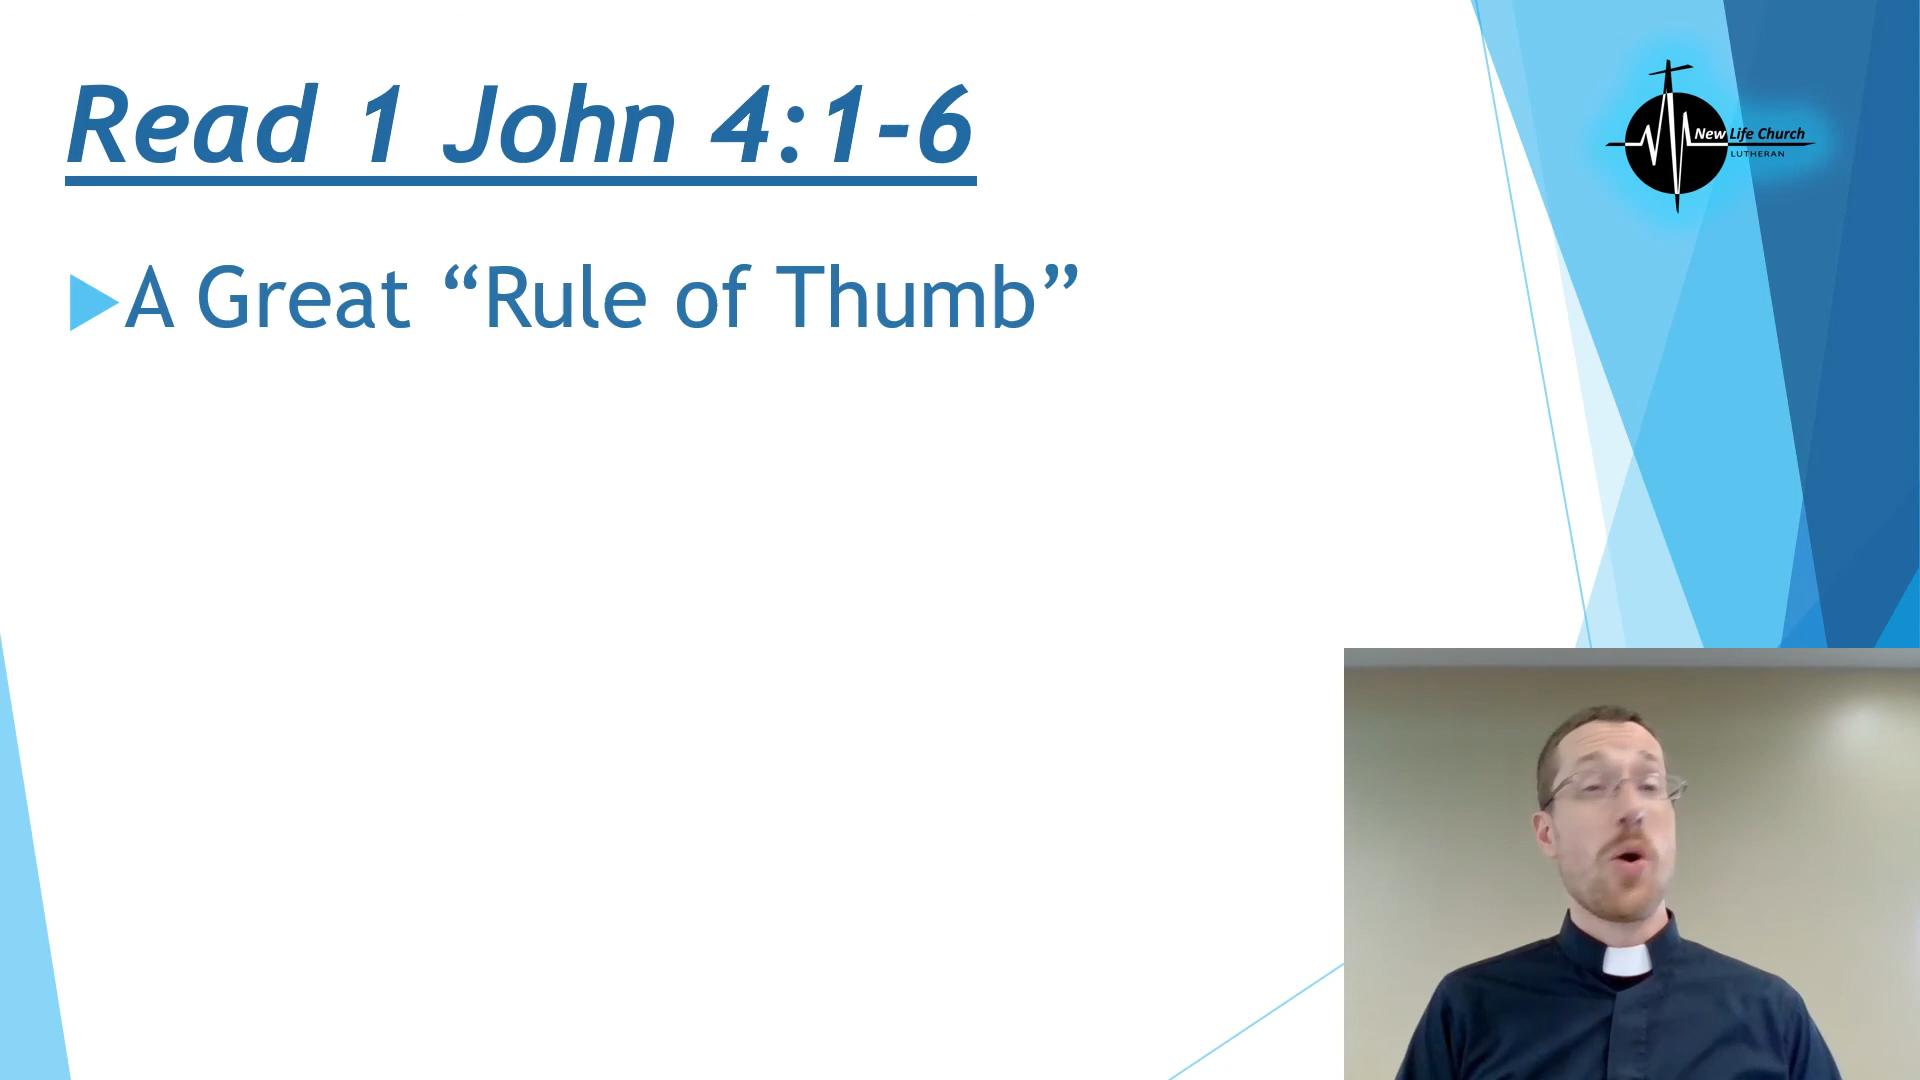 Read 1 John 4:1-6
New Life Church
LUTHERAN
A Great “Rule of Thumb”